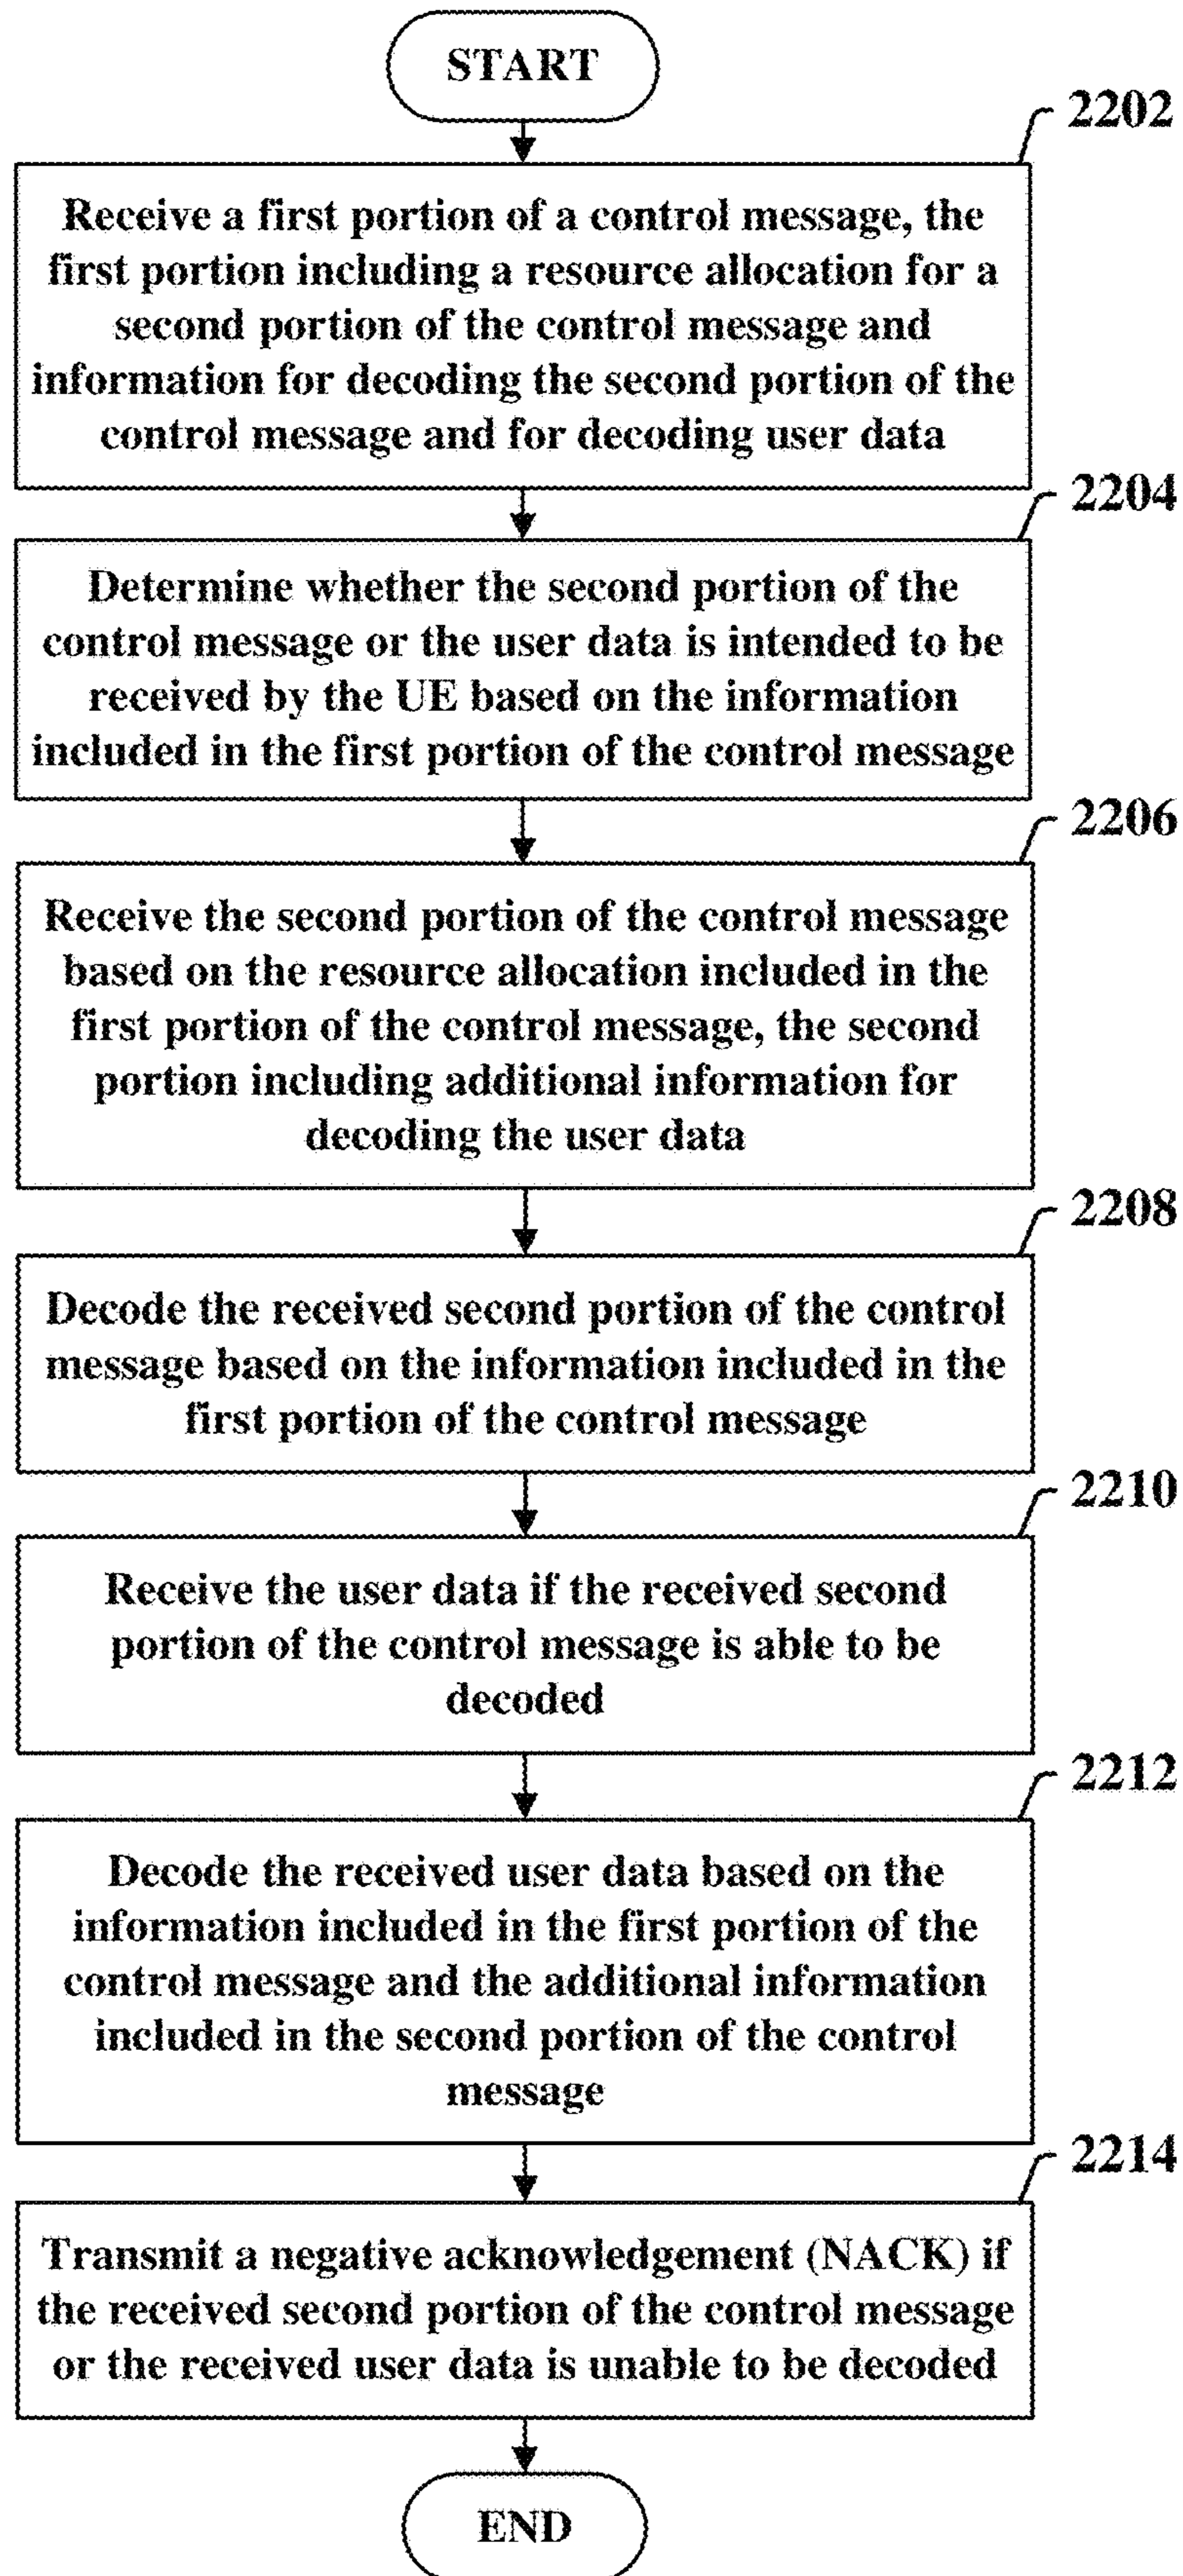 START
2202
Receive a first portion of a control message, the
first portion including a resource allocation for a
second portion of the control message and
information for decoding the second portion of the
control message and for decoding user data
2204
Determine whether the second portion of the
control message or the user data is intended to be
received by the UE based on the information
included in the first portion of the control message
2206
Receive the second portion of the control message
based on the resource allocation included in the
first portion of the control message, the second
portion including additional information for
decoding the user data
2208
Decode the received second portion of the control
message based on the information included in the
first portion of the control message
2210
Receive the user data if the received second
portion of the control message is able to be
decoded
2212
Decode the received user data based on the
information included in the first portion of the
control message and the additional information
included in the second portion of the control
message
2214
Transmit a negative acknowledgement (NACK) if
the received second portion of the control message
or the received user data is unable to be decoded
END